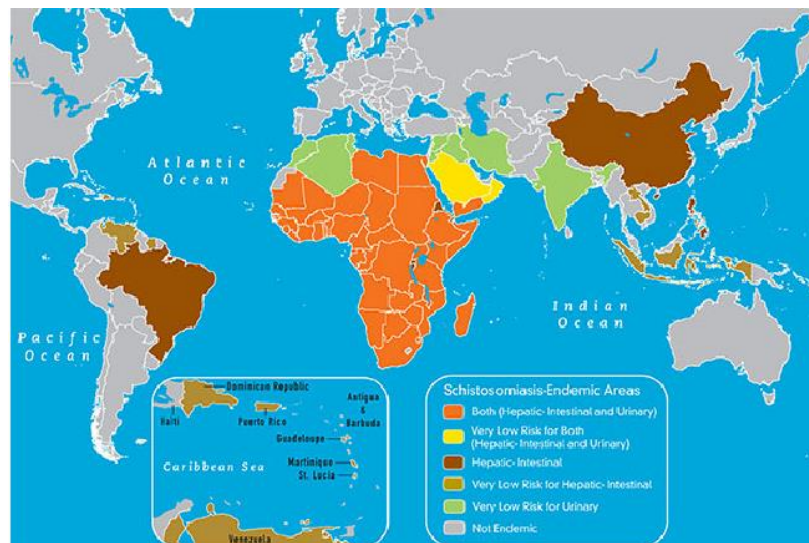 Atlantic
Ocean
Pacific
Ocean
Indian
Ocean
Dominican Republic
Haiti
Puerto Rico
Antigua
&
Barbuda
Guadeloupe
Caribbean Sea
Martinique
St. Lucia
Venezuela
Schistosomiasis-Endemic Areas
Both (Hepatic- Intestinal and Urinary)
Very Low Risk for Both
(Hepatic- Intestinal and Urinary)
Hepatic- Intestinal
Very Low Risk for Hepatic- Intestinal
Very Low Risk for Urinary
Not Endemic